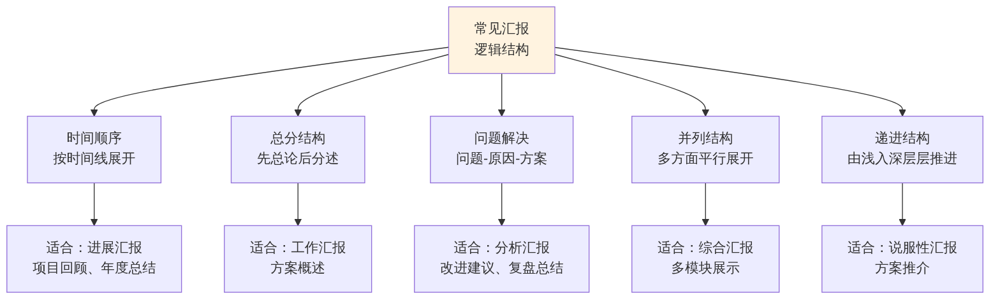 常见汇报
逻辑结构
时间顺序
按时间线展开
总分结构
先总论后分述
问题解决
问题-原因-方案
并列结构
多方面平行展开
递进结构
由浅入深层层推进
适合：进展汇报
项目回顾、年度总结
适合：工作汇报
方案概述
适合：分析汇报
改进建议、复盘总结
适合：综合汇报
多模块展示
适合：说服性汇报
方案推介